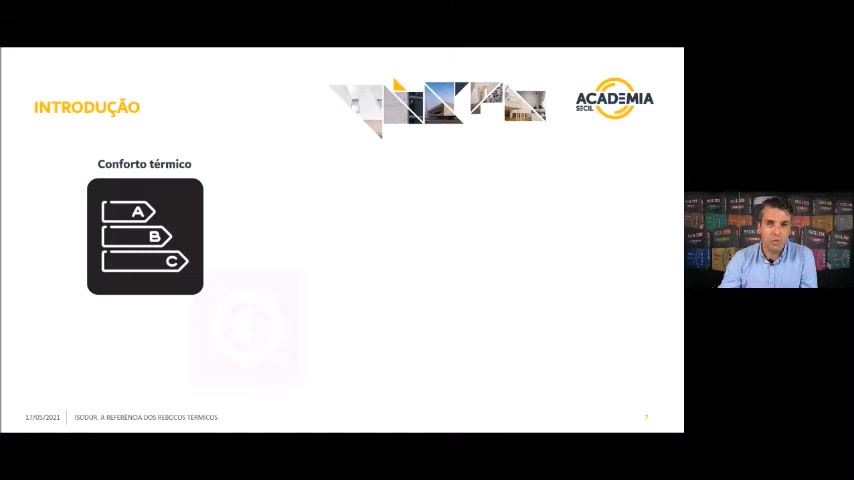 INTRODUÇÃO
ACADEMIA
SECIL
Conforto térmico
A
B
C
17/05/2021
ISODUR, A REFERÊNCIA DOS REBOCOS TÉRMICOS
7